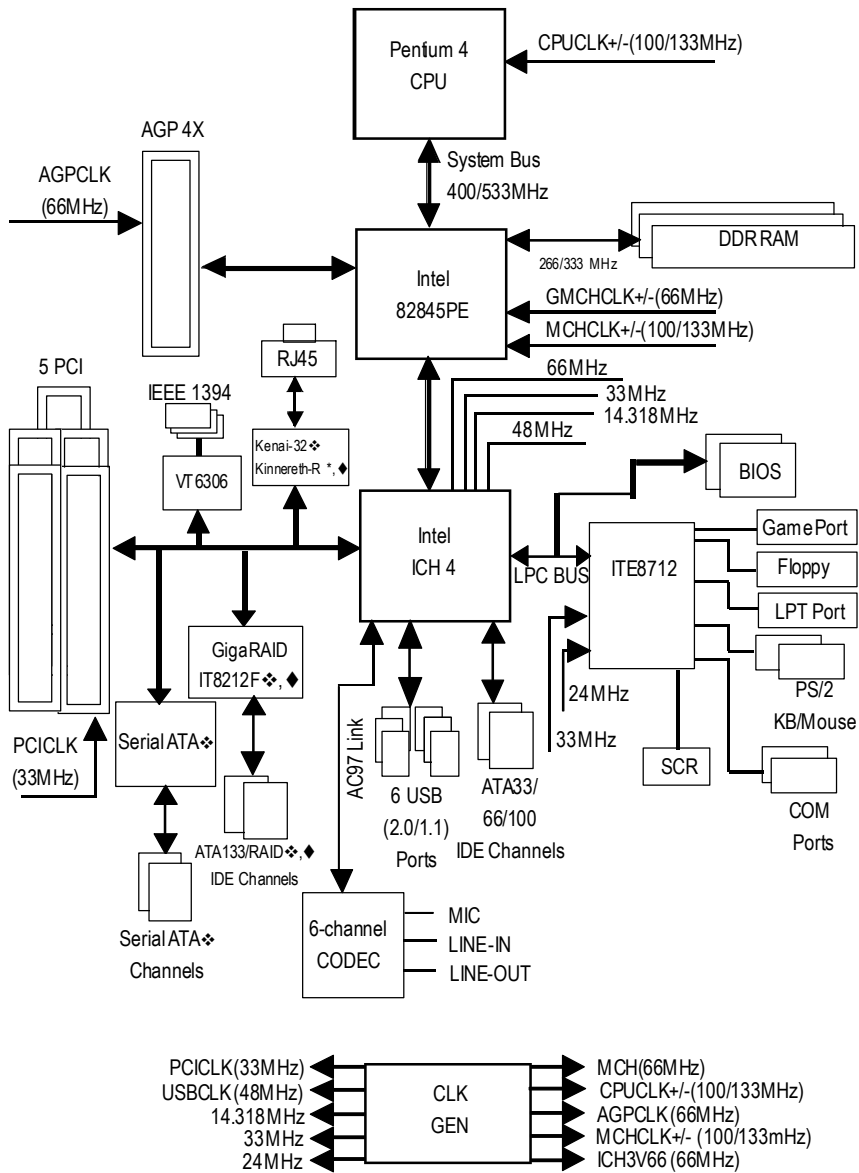 Pentium 4
CPU
CPUCLK+/-(100/133MHz)
AGP 4X
System Bus
400/533MHz
AGPCLK
(66MHz)
DDR RAM
266/333 MHz
Intel
82845PE
GMCHCLK+/-(66MHz)
MCHCLK+/-(100/133MHz)
RJ45
66MHz
33MHz
14.318MHz
48MHz
5 PCI
IEEE 1394
Kenai-32❖
Kinnereth-R *,♦
VT6306
BIOS
Intel
ICH 4
LPC BUS
ITE8712
Game Port
Floppy
LPT Port
PS/2
KB/Mouse
GigaRAID
IT8212F❖,♦
24MHz
33MHz
PCICLK
(33MHz)
Serial ATA❖
AC97 Link
SCR
6 USB
(2.0/1.1)
Ports
ATA33/
66/100
IDE Channels
COM
Ports
ATA133/RAID❖,♦
IDE Channels
Serial ATA❖
Channels
6-channel
CODEC
MIC
LINE-IN
LINE-OUT
CLK
GEN
PCICLK (33MHz)
USBCLK (48MHz)
14.318MHz
33MHz
24MHz
MCH(66MHz)
CPUCLK+/-(100/133MHz)
AGPCLK (66MHz)
MCHCLK+/- (100/133mHz)
ICH3V66 (66MHz)